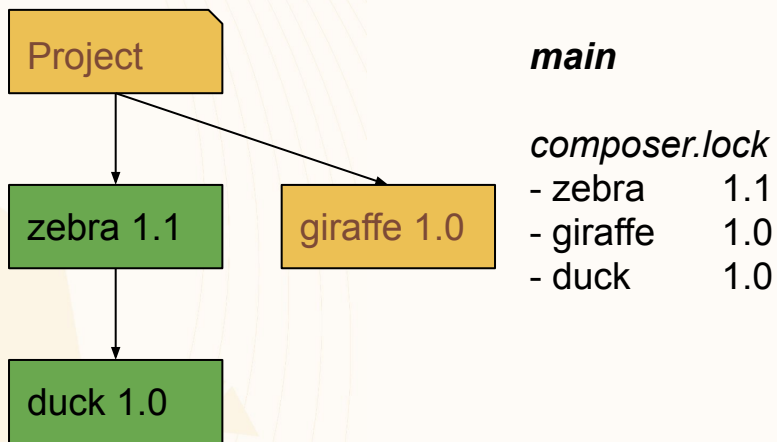 Project
main
composer.lock
- zebra 1.1
- giraffe 1.0
- duck 1.0
zebra 1.1
giraffe 1.0
duck 1.0